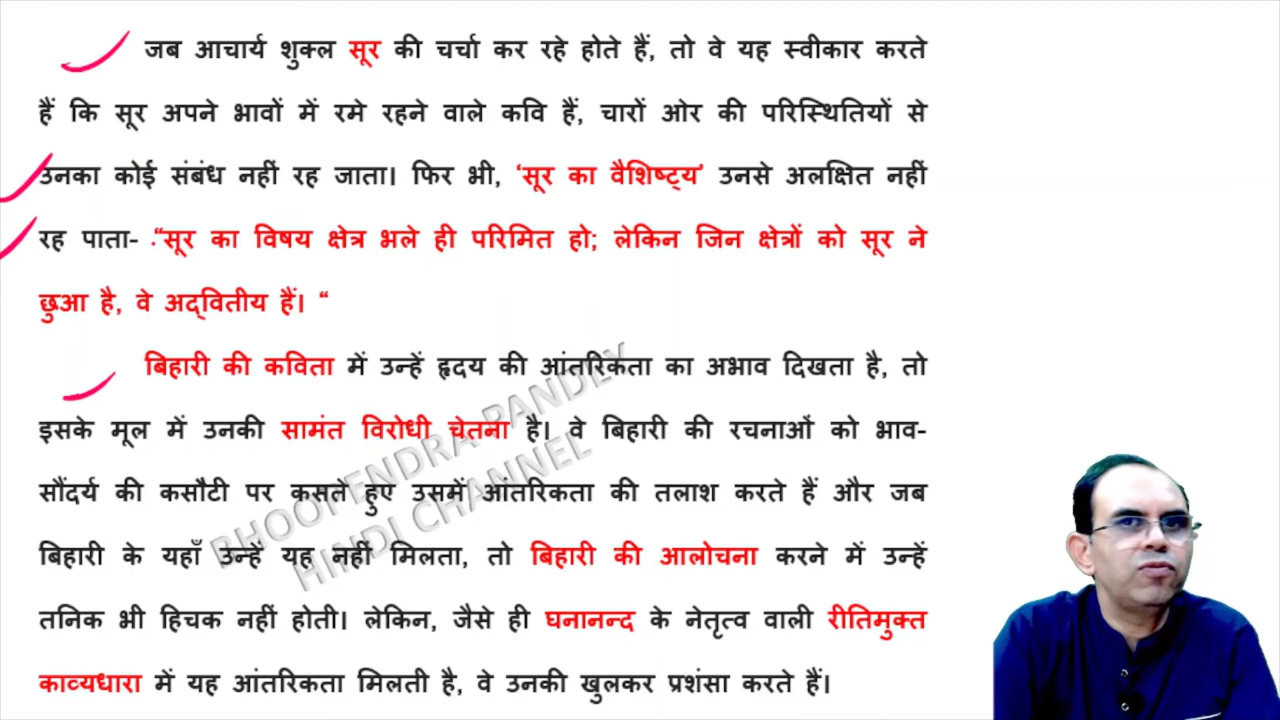 जब आचार्य शुक्ल सूर की चर्चा कर रहे होते हैं, तो वे यह स्वीकार करते
हैं कि सूर अपने भावों में रमे रहने वाले कवि हैं, चारों ओर की परिस्थितियों से
उनका कोई संबंध नहीं रह जाता। फिर भी, ‘सूर का वैशिष्ट्य’ उनसे अलक्षित नहीं
रह पाता- “सूर का विषय क्षेत्र भले ही परिमित हो; लेकिन जिन क्षेत्रों को सूर ने
छुआ है, वे अद्वितीय हैं। “
बिहारी की कविता में उन्हें हृदय की आंतरिकता का अभाव दिखता है, तो
इसके मूल में उनकी सामंत विरोधी चेतना है। वे बिहारी की रचनाओं को भाव-
सौंदर्य की कसौटी पर कसते हुए उसमें आंतरिकता की तलाश करते हैं और जब
बिहारी के यहाँ उन्हें यह नहीं मिलता, तो बिहारी की आलोचना करने में उन्हें
तनिक भी हिचक नहीं होती। लेकिन, जैसे ही घनानन्द के नेतृत्व वाली रीतिमुक्त
काव्यधारा में यह आंतरिकता मिलती है, वे उनकी खुलकर प्रशंसा करते हैं।
BHOOPENDRA PANDEY
HINDI CHANNEL